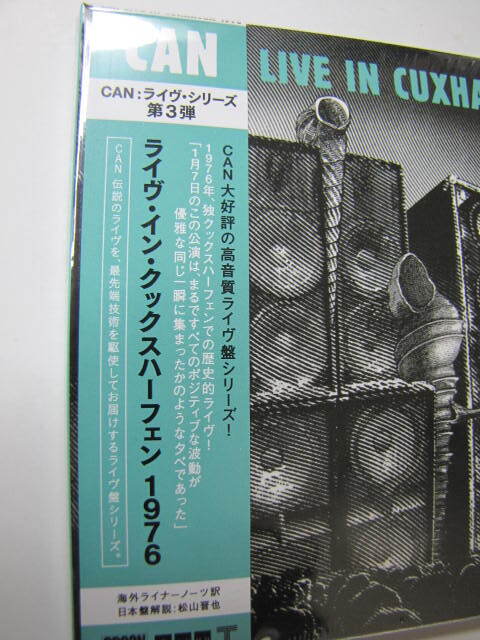 CAN
LIVE IN CUXHA
CAN:ライヴ・シリーズ
第3弾
CAN 大好評の高音質ライヴ盤シリーズ!
1976年、独クックスハーフェンでの歴史的ライヴ!
「1月7日のこの公演は、まるですべてのポジティブな波動が
優雅な同じ一瞬に集まったかのような夕べであった」
ライヴ・イン・クックスハーフェン 1976
CAN 伝説のライヴを、最先端技術を駆使してお届けするライヴ盤シリーズ。
海外ライナーノーツ訳
日本盤解説:松山晋也